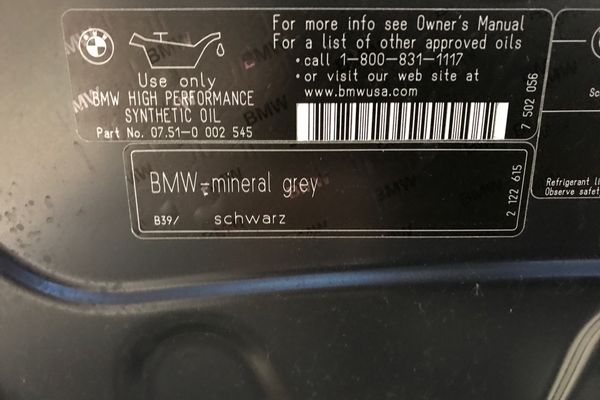 BMW
For more info see Owner's Manual
For a list of other approved oils
• call 1-800-831-1117
• or visit our web site at
www.bmwusa.com
Use only
BMW HIGH PERFORMANCE
SYNTHETIC OIL
Part No. 07.51-0 002 545
7 502 056
BMW-mineral grey
B39/ schwarz
2 122 615
Refrigerant
Observe